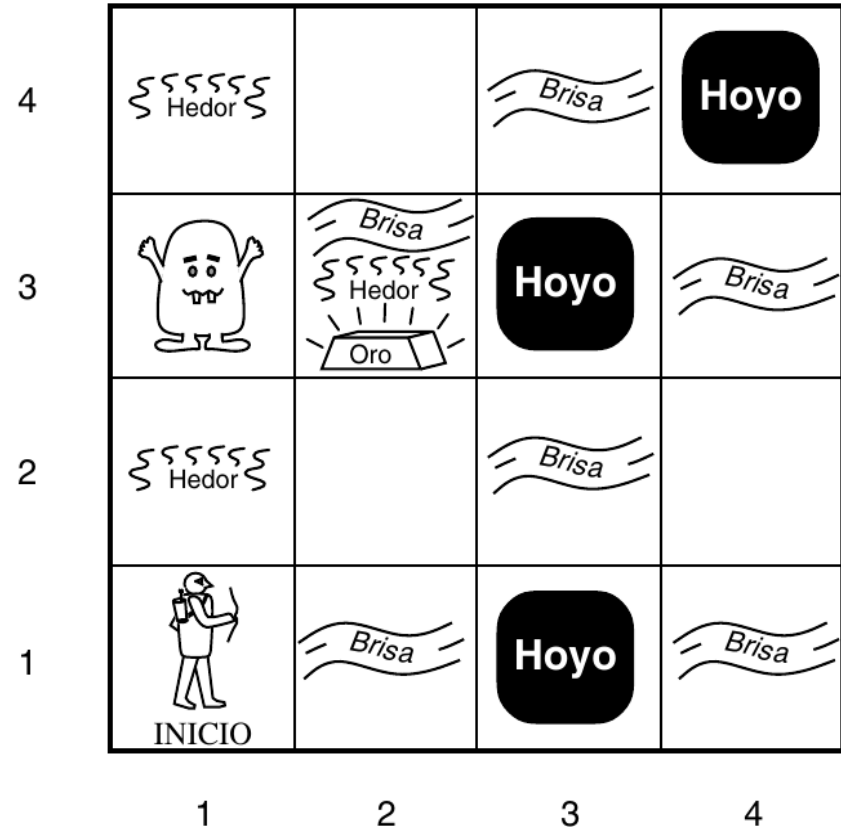 4 Hedor Brisa Hoyo
3 Brisa Hedor Oro Hoyo Brisa
2 Hedor Brisa
1 INICIO Brisa Hoyo Brisa
1 2 3 4